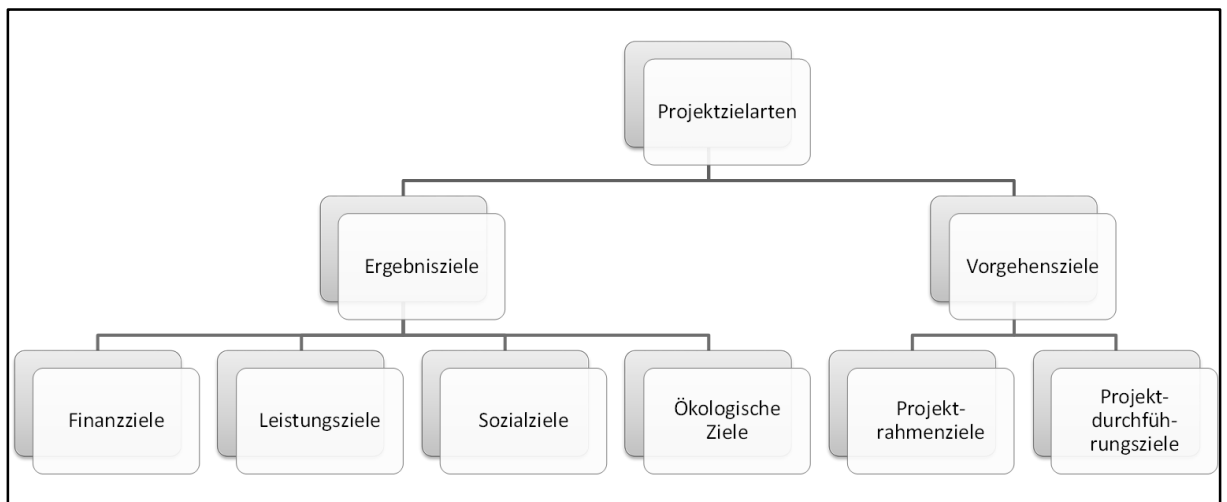 Projektzielarten
Ergebnisziele
Vorgehensziele
Finanzziele
Leistungsziele
Sozialziele
Ökologische
Ziele
Projekt-
rahmenziele
Projekt-
durchfüh-
rungsziele